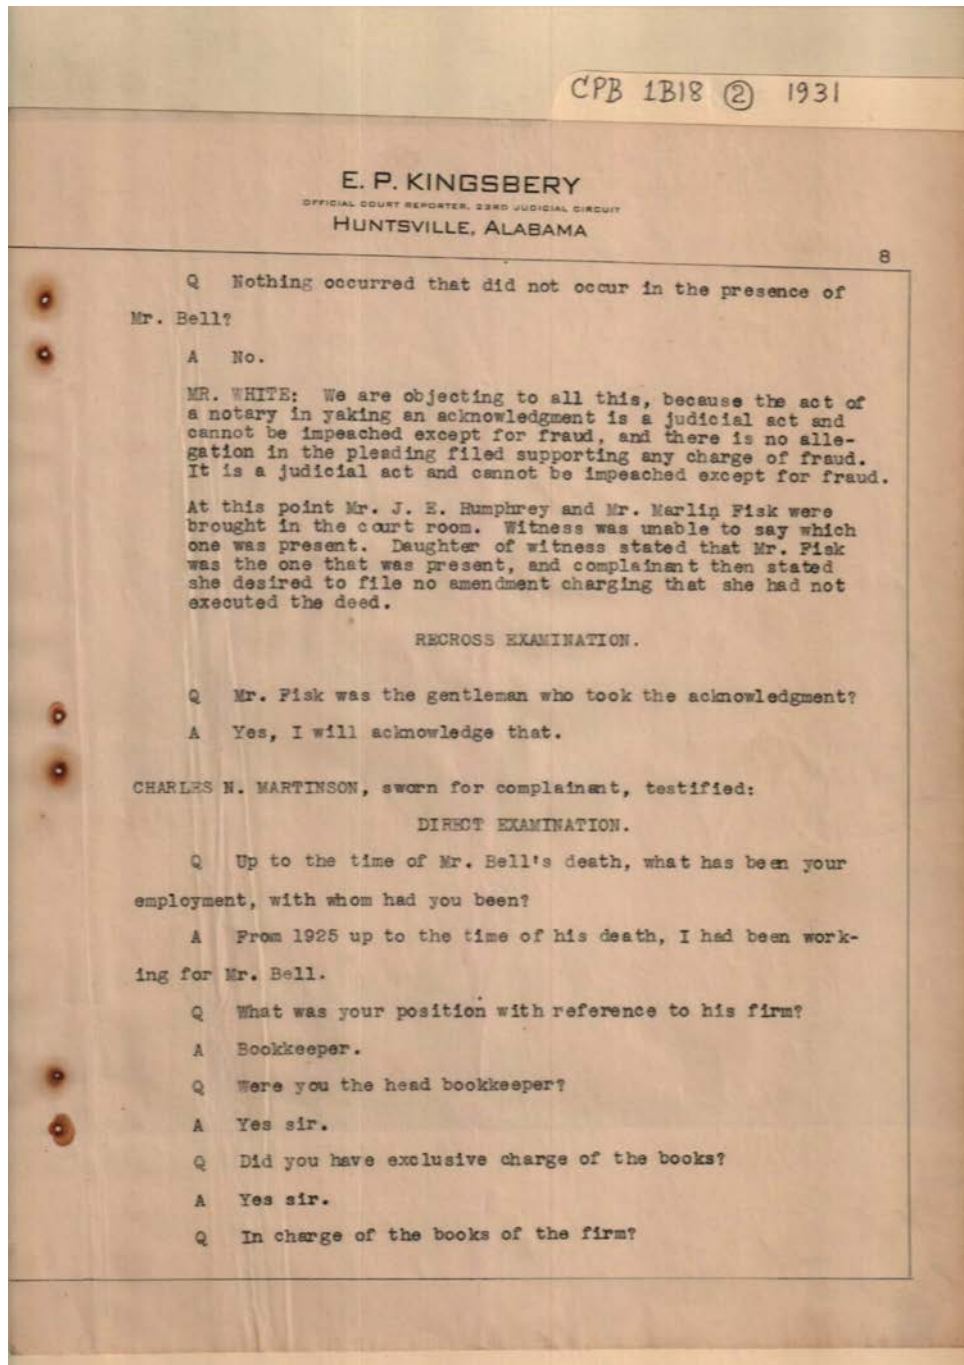 CPB 1B18 ② 1931
E. P. KINGSBERY
OFFICIAL COURT REPORTER, 23RD JUDICIAL CIRCUIT
HUNTSVILLE, ALABAMA
8
Q Nothing occurred that did not occur in the presence of
Mr. Bell?
A No.
MR. WHITE: We are objecting to all this, because the act of
a notary in yaking an acknowledgment is a judicial act and
cannot be impeached except for fraud, and there is no alle-
gation in the pleading filed supporting any charge of fraud.
It is a judicial act and cannot be impeached except for fraud.
At this point Mr. J. E. Humphrey and Mr. Marlin Fisk were
brought in the court room. Witness was unable to say which
one was present. Daughter of witness stated that Mr. Fisk
was the one that was present, and complainant then stated
she desired to file no amendment charging that she had not
executed the deed.
RECROSS EXAMINATION.
Q Mr. Fisk was the gentleman who took the acknowledgment?
A Yes, I will acknowledge that.
CHARLES N. MARTINSON, sworn for complainant, testified:
DIRECT EXAMINATION.
Q Up to the time of Mr. Bell's death, what has been your
employment, with whom had you been?
A From 1925 up to the time of his death, I had been work-
ing for Mr. Bell.
Q What was your position with reference to his firm?
A Bookkeeper.
Q Were you the head bookkeeper?
A Yes sir.
Q Did you have exclusive charge of the books?
A Yes sir.
Q In charge of the books of the firm?